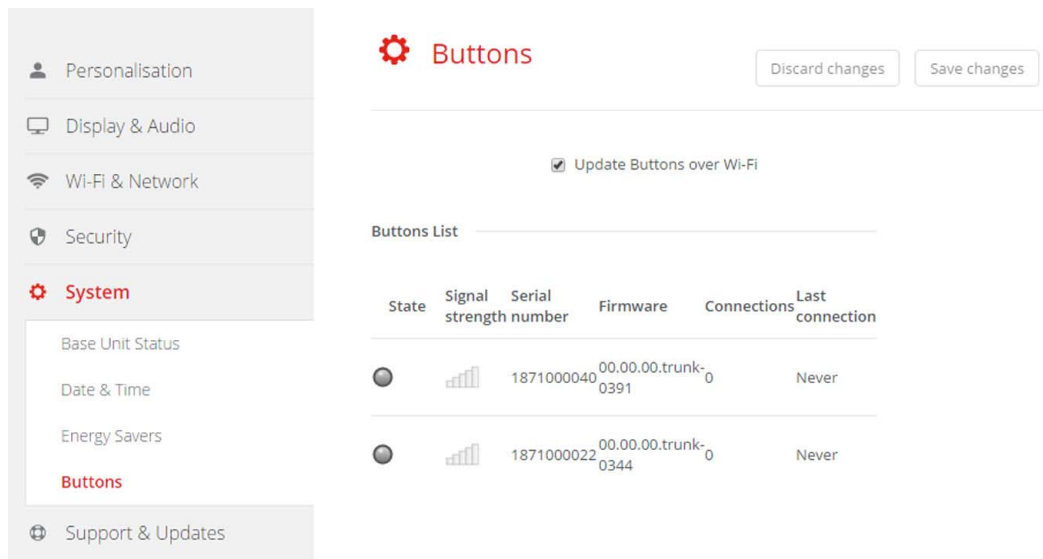 Personalisation
Display & Audio
Wi-Fi & Network
Security
System
Base Unit Status
Date & Time
Energy Savers
Buttons
Support & Updates
Buttons
Discard changes
Save changes
Update Buttons over Wi-Fi
Buttons List
State Signal strength Serial number Firmware Connections Last connection
1871000040 00.00.00.trunk-0391 0 Never
1871000022 00.00.00.trunk-0344 0 Never